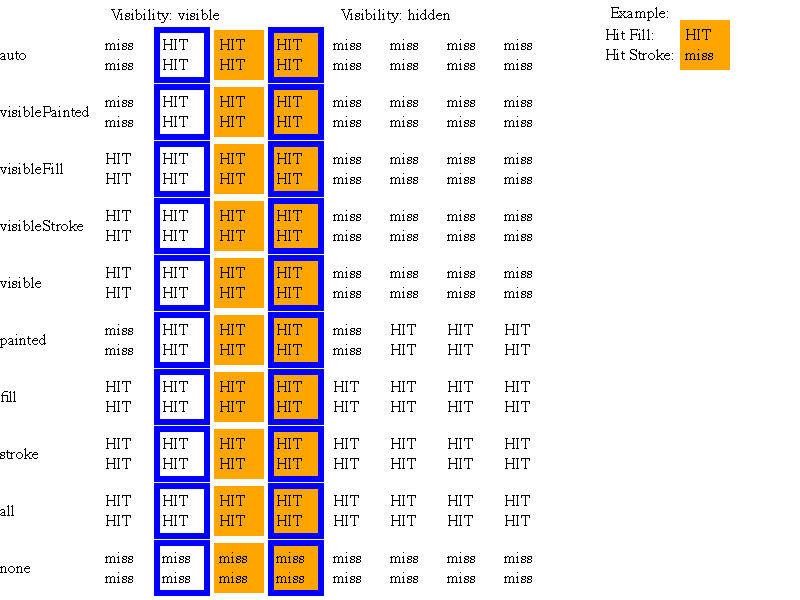 Visibility: visible Visibility: hidden Example:
Hit Fill: HIT
Hit Stroke: miss
auto
miss HIT HIT HIT miss miss miss miss
miss HIT HIT HIT miss miss miss miss
visiblePainted
miss HIT HIT HIT miss miss miss miss
miss HIT HIT HIT miss miss miss miss
visibleFill
HIT HIT HIT HIT miss miss miss miss
HIT HIT HIT HIT miss miss miss miss
visibleStroke
HIT HIT HIT HIT miss miss miss miss
HIT HIT HIT HIT miss miss miss miss
visible
HIT HIT HIT HIT miss miss miss miss
HIT HIT HIT HIT miss miss miss miss
painted
miss HIT HIT HIT miss HIT HIT HIT
miss HIT HIT HIT miss HIT HIT HIT
fill
HIT HIT HIT HIT HIT HIT HIT HIT
HIT HIT HIT HIT HIT HIT HIT HIT
stroke
HIT HIT HIT HIT HIT HIT HIT HIT
HIT HIT HIT HIT HIT HIT HIT HIT
all
HIT HIT HIT HIT HIT HIT HIT HIT
HIT HIT HIT HIT HIT HIT HIT HIT
none
miss miss miss miss miss miss miss miss
miss miss miss miss miss miss miss miss